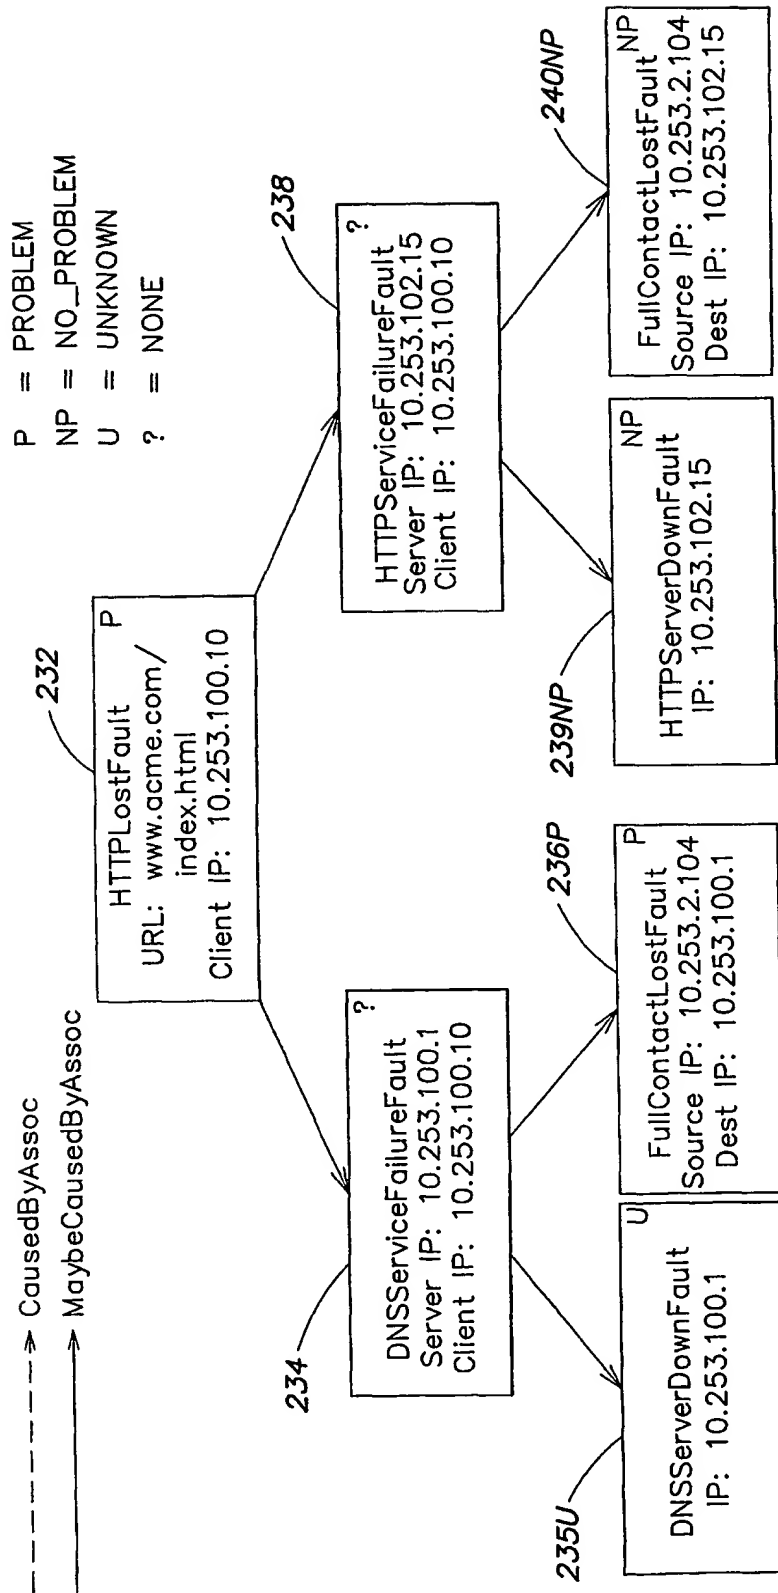 CausedByAssoc
MaybeCausedByAssoc
P = PROBLEM
NP = NO_PROBLEM
U = UNKNOWN
? = NONE
232
HTTPLostFault P
URL: www.acme.com/
index.html
Client IP: 10.253.100.10
234
?
DNSServiceFailureFault
Server IP: 10.253.100.1
Client IP: 10.253.100.10
238
?
HTTPServiceFailureFault
Server IP: 10.253.102.15
Client IP: 10.253.100.10
235U
U
DNSServerDownFault
IP: 10.253.100.1
236P
P
FullContactLostFault
Source IP: 10.253.2.104
Dest IP: 10.253.100.1
239NP
NP
HTTPServerDownFault
IP: 10.253.102.15
240NP
NP
FullContactLostFault
Source IP: 10.253.2.104
Dest IP: 10.253.102.15